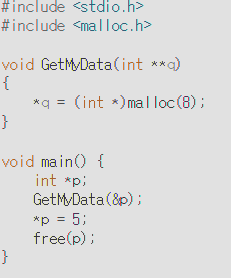 #include <stdio.h>
#include <malloc.h>

void GetMyData(int **q)
{
    *q = (int *)malloc(8);
}

void main() {
    int *p;
    GetMyData(&p);
    *p = 5;
    free(p);
}